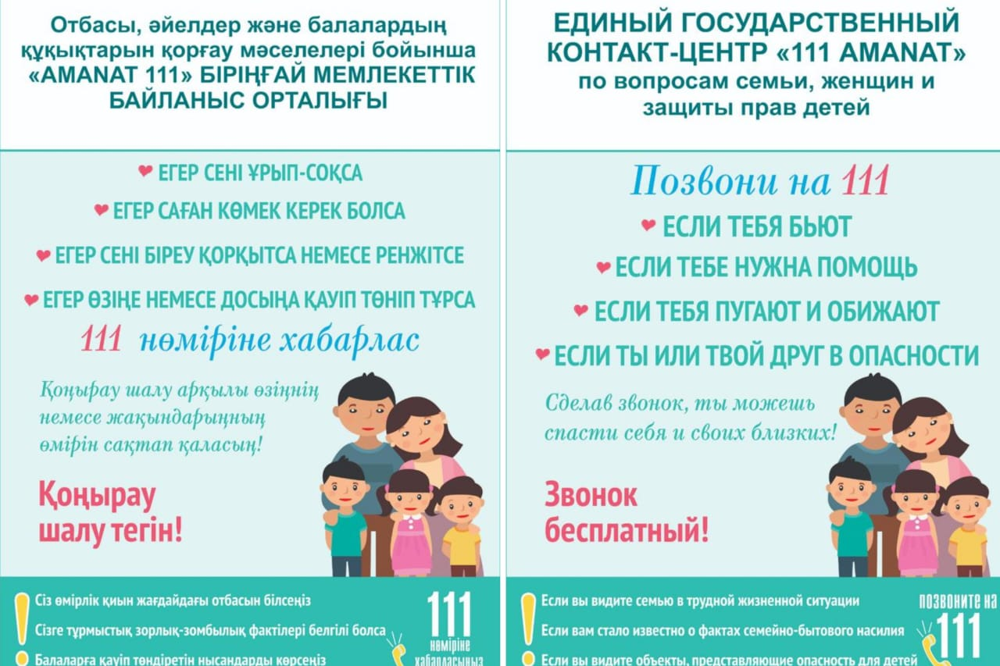 Отбасы, әйелдер және балалардың
құқықтарын қорғау мәселелері бойынша
«AMANAT 111» БІРІҢҒАЙ МЕМЛЕКЕТТІК
БАЙЛАНЫС ОРТАЛЫҒЫ
ЕГЕР СЕНІ ҰРЫП-СОҚСА
ЕГЕР САҒАН КӨМЕК КЕРЕК БОЛСА
ЕГЕР СЕНІ БІРЕУ ҚОРҚЫТСА НЕМЕСЕ РЕНЖІТСЕ
ЕГЕР ӨЗІҢЕ НЕМЕСЕ ДОСЫҢА ҚАУІП ТӨНІП ТҰРСА
111 нөміріне хабарлас
Қоңырау шалу арқылы өзіңнің
немесе жақындарыңның
өмірін сақтап қаласың!
Қоңырау
шалу тегін!
Сіз өмірлік қиын жағдайдағы отбасын білсеңіз
Сізге тұрмыстық зорлық-зомбылық фактілері белгілі болса
Балаларға қауіп төндіретін нысандарды көрсеңіз
111
нөміріне
хабарласыңыз
ЕДИНЫЙ ГОСУДАРСТВЕННЫЙ
КОНТАКТ-ЦЕНТР «111 AMANAT»
по вопросам семьи, женщин и
защиты прав детей
Позвони на 111
ЕСЛИ ТЕБЯ БЬЮТ
ЕСЛИ ТЕБЕ НУЖНА ПОМОЩЬ
ЕСЛИ ТЕБЯ ПУГАЮТ И ОБИЖАЮТ
ЕСЛИ ТЫ ИЛИ ТВОЙ ДРУГ В ОПАСНОСТИ
Сделав звонок, ты можешь
спасти себя и своих близких!
Звонок
бесплатный!
Если вы видите семью в трудной жизненной ситуации
Если вам стало известно о фактах семейно-бытового насилия
Если вы видите объекты, представляющие опасность для детей
ПОЗВОНИТЕ НА
111